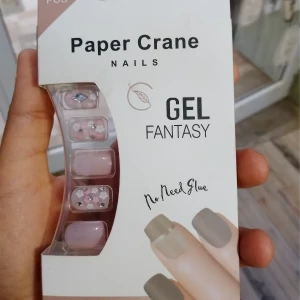 Paper Crane
NAILS
GEL
FANTASY
No Need Glue